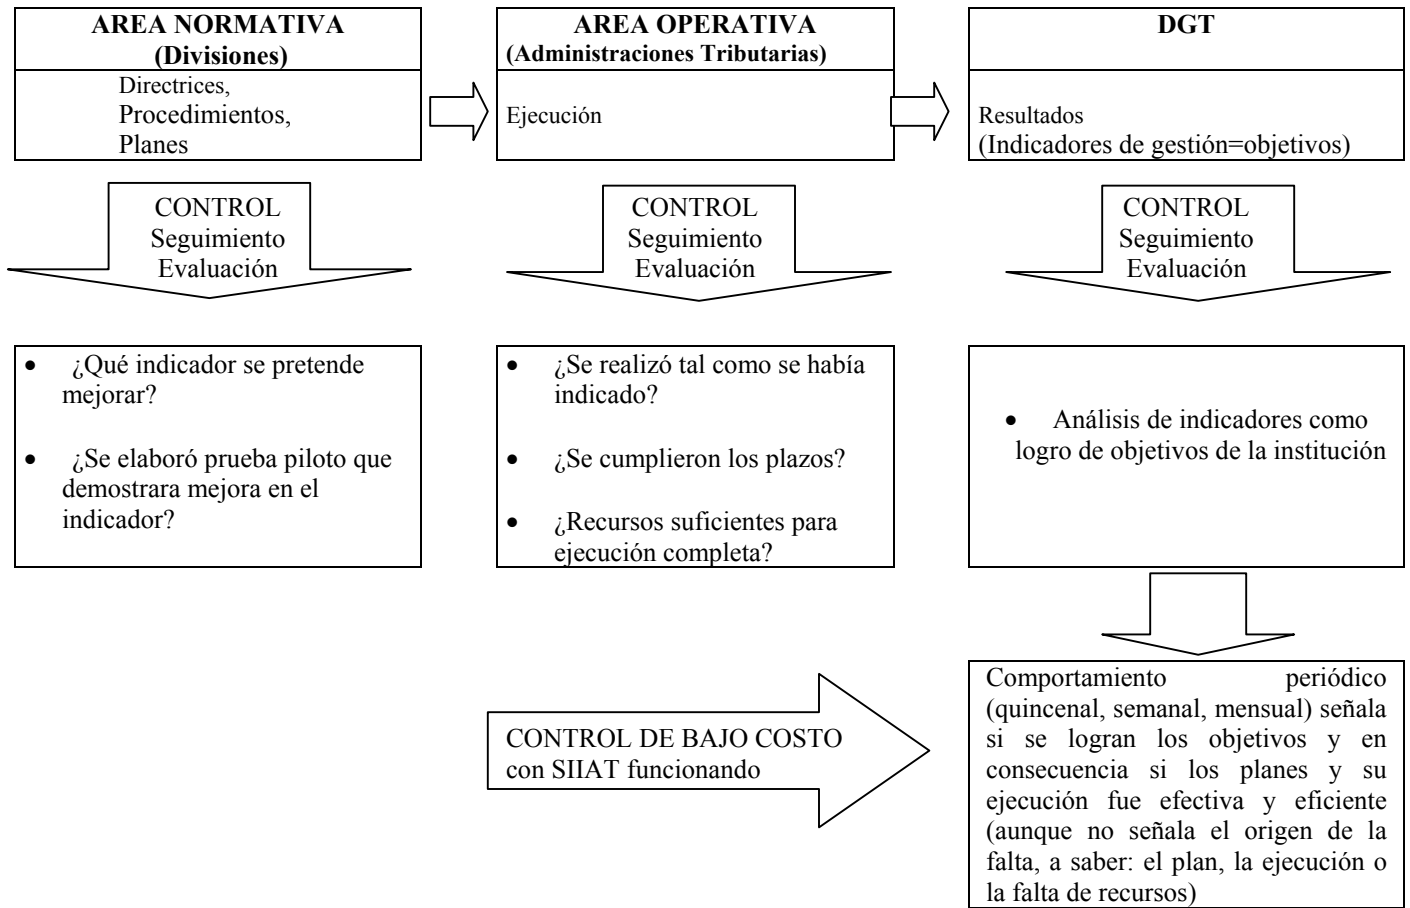 AREA NORMATIVA
(Divisiones)
Directrices,
Procedimientos,
Planes
AREA OPERATIVA
(Administraciones Tributarias)
Ejecución
DGT
Resultados
(Indicadores de gestión=objetivos)
CONTROL
Seguimiento
Evaluación
CONTROL
Seguimiento
Evaluación
CONTROL
Seguimiento
Evaluación
• ¿Qué indicador se pretende
mejorar?
• ¿Se elaboró prueba piloto que
demostrara mejora en el
indicador?
• ¿Se realizó tal como se había
indicado?
• ¿Se cumplieron los plazos?
• ¿Recursos suficientes para
ejecución completa?
• Análisis de indicadores como
logro de objetivos de la institución
CONTROL DE BAJO COSTO
con SIIAT funcionando
Comportamiento periódico
(quincenal, semanal, mensual) señala
si se logran los objetivos y en
consecuencia si los planes y su
ejecución fue efectiva y eficiente
(aunque no señala el origen de la
falta, a saber: el plan, la ejecución o
la falta de recursos)